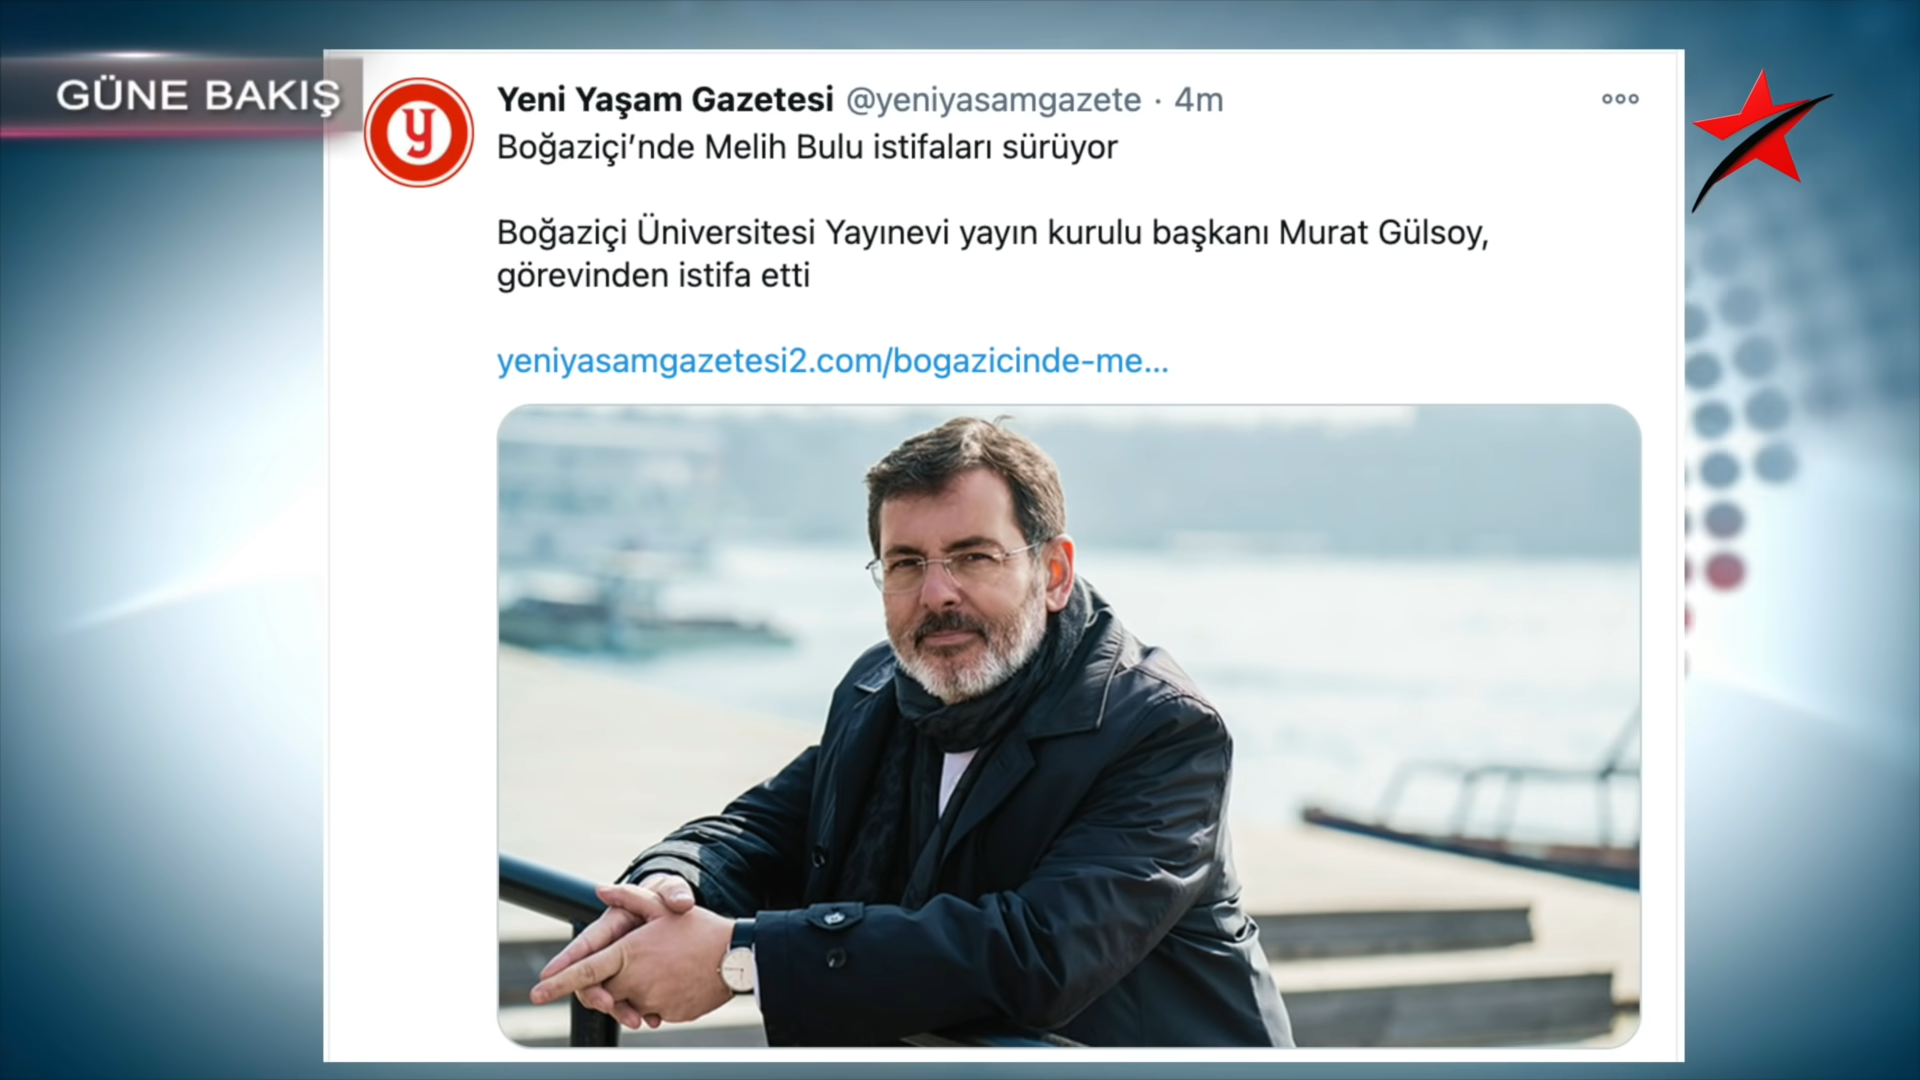 GÜNE BAKIŞ
Yeni Yaşam Gazetesi @yeniyasamgazete · 4m
Boğaziçi’nde Melih Bulu istifaları sürüyor
Boğaziçi Üniversitesi Yayınevi yayın kurulu başkanı Murat Gülsoy,
görevinden istifa etti
yeniyasamgazetesi2.com/bogazicinde-me...
y